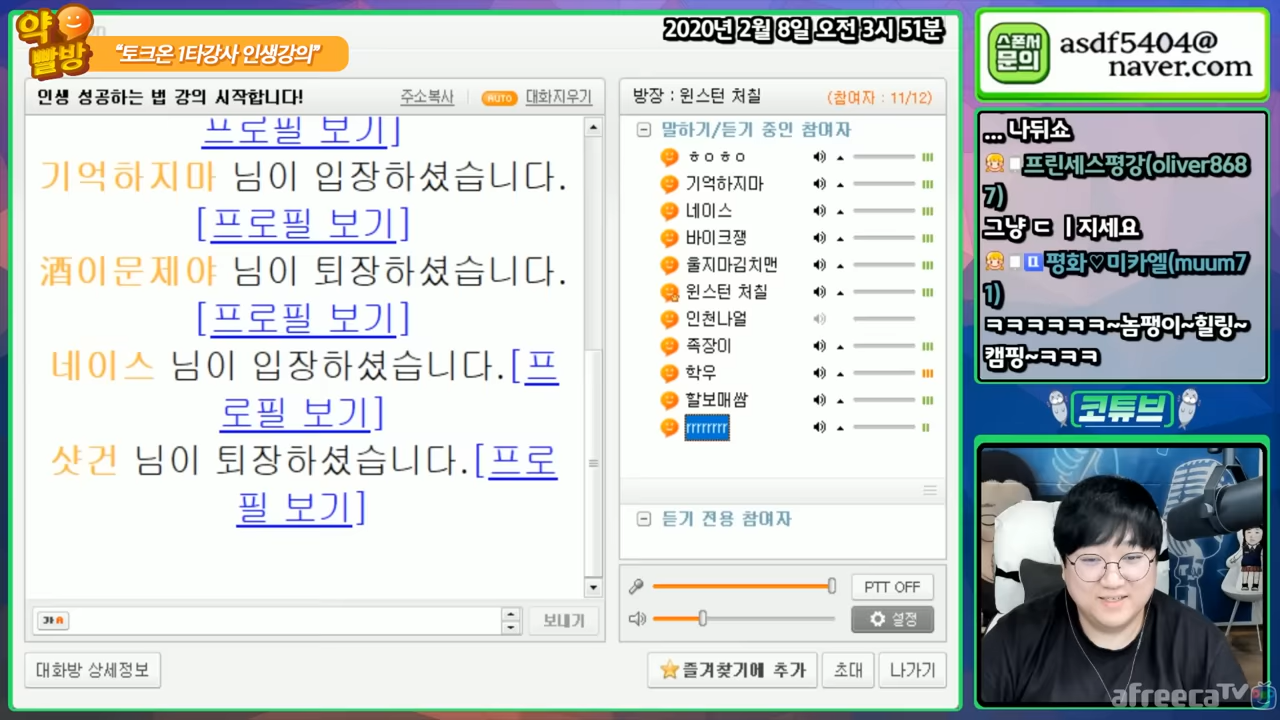 약빨방
“토크온 1타강사 인생강의”
2020년 2월 8일 오전 3시 51분
인생 성공하는 법 강의 시작합니다!
주소복사
AUTO
대화지우기
프로필 보기]
기억하지마 님이 입장하셨습니다.
[프로필 보기]
酒이문제야 님이 퇴장하셨습니다.
[프로필 보기]
네이스 님이 입장하셨습니다.[프
로필 보기]
샷건 님이 퇴장하셨습니다.[프로
필 보기]
가
보내기
대화방 상세정보
방장 : 윈스턴 처칠
(참여자 : 11/12)
말하기/듣기 중인 참여자
ㅎㅇㅎㅇ
기억하지마
네이스
바이크쟁
울지마김치맨
윈스턴 처칠
인천나얼
족장이
학우
할보매쌈
rrrrrrrr
듣기 전용 참여자
PTT OFF
설정
즐겨찾기에 추가
초대
나가기
스폰서
문의
asdf5404@
naver.com
... 나뒤쇼
프린세스평강(oliver868
7)
그냥 ㄷ ㅣ지세요
평화♡미카엘(muum7
1)
ㅋㅋㅋㅋㅋㅋ~놈팽이~힐링~
캠핑~ㅋㅋㅋ
코튜브
afreecaTV